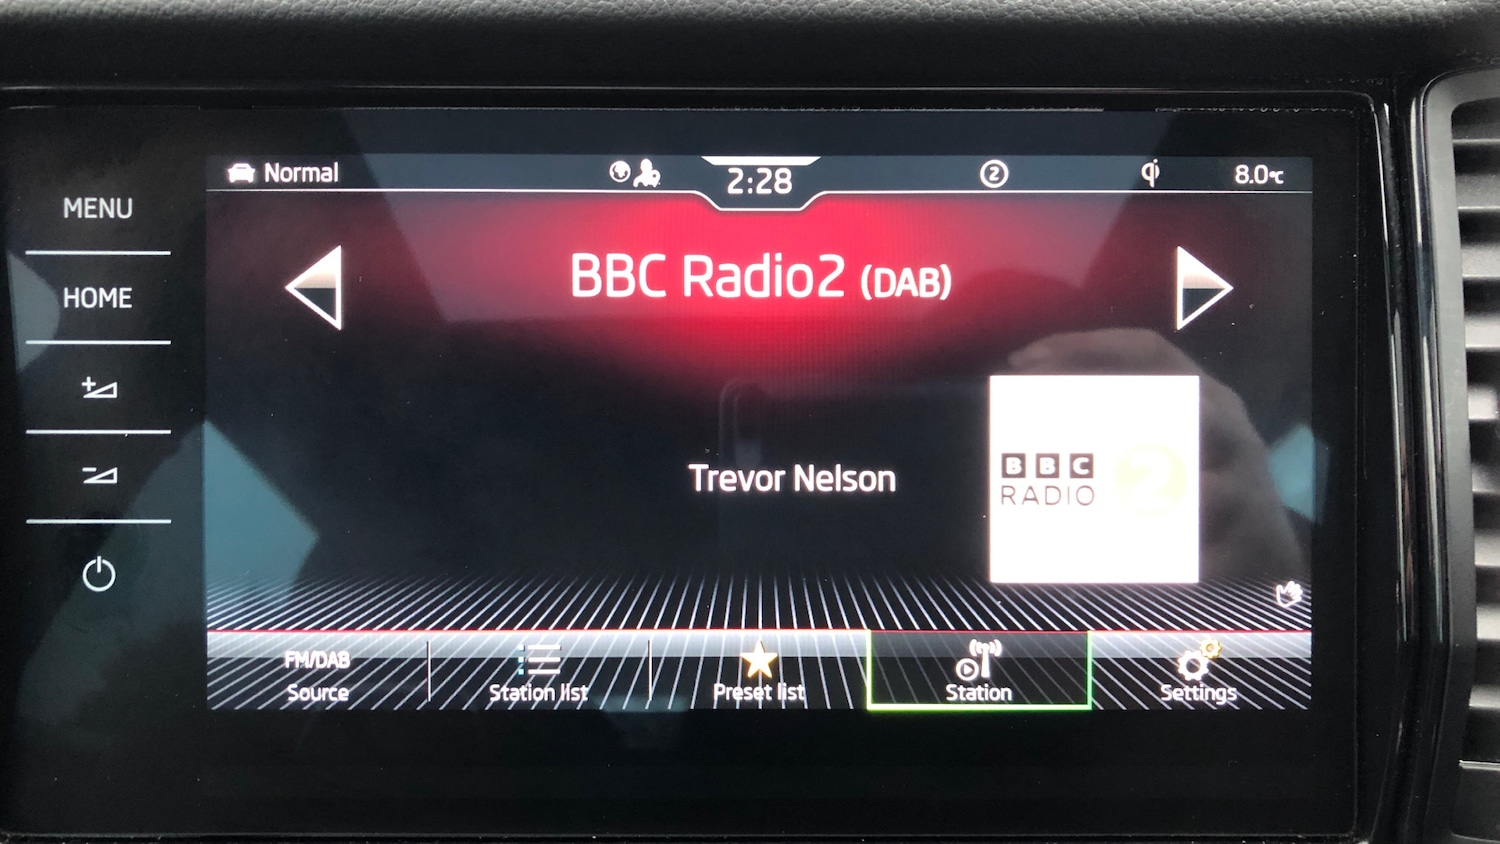 MENU
HOME
Normal
2:28
2
8.0°C
BBC Radio2 (DAB)
Trevor Nelson
BBC
RADIO
2
FM/DAB
Source
Station list
Preset list
Station
Settings